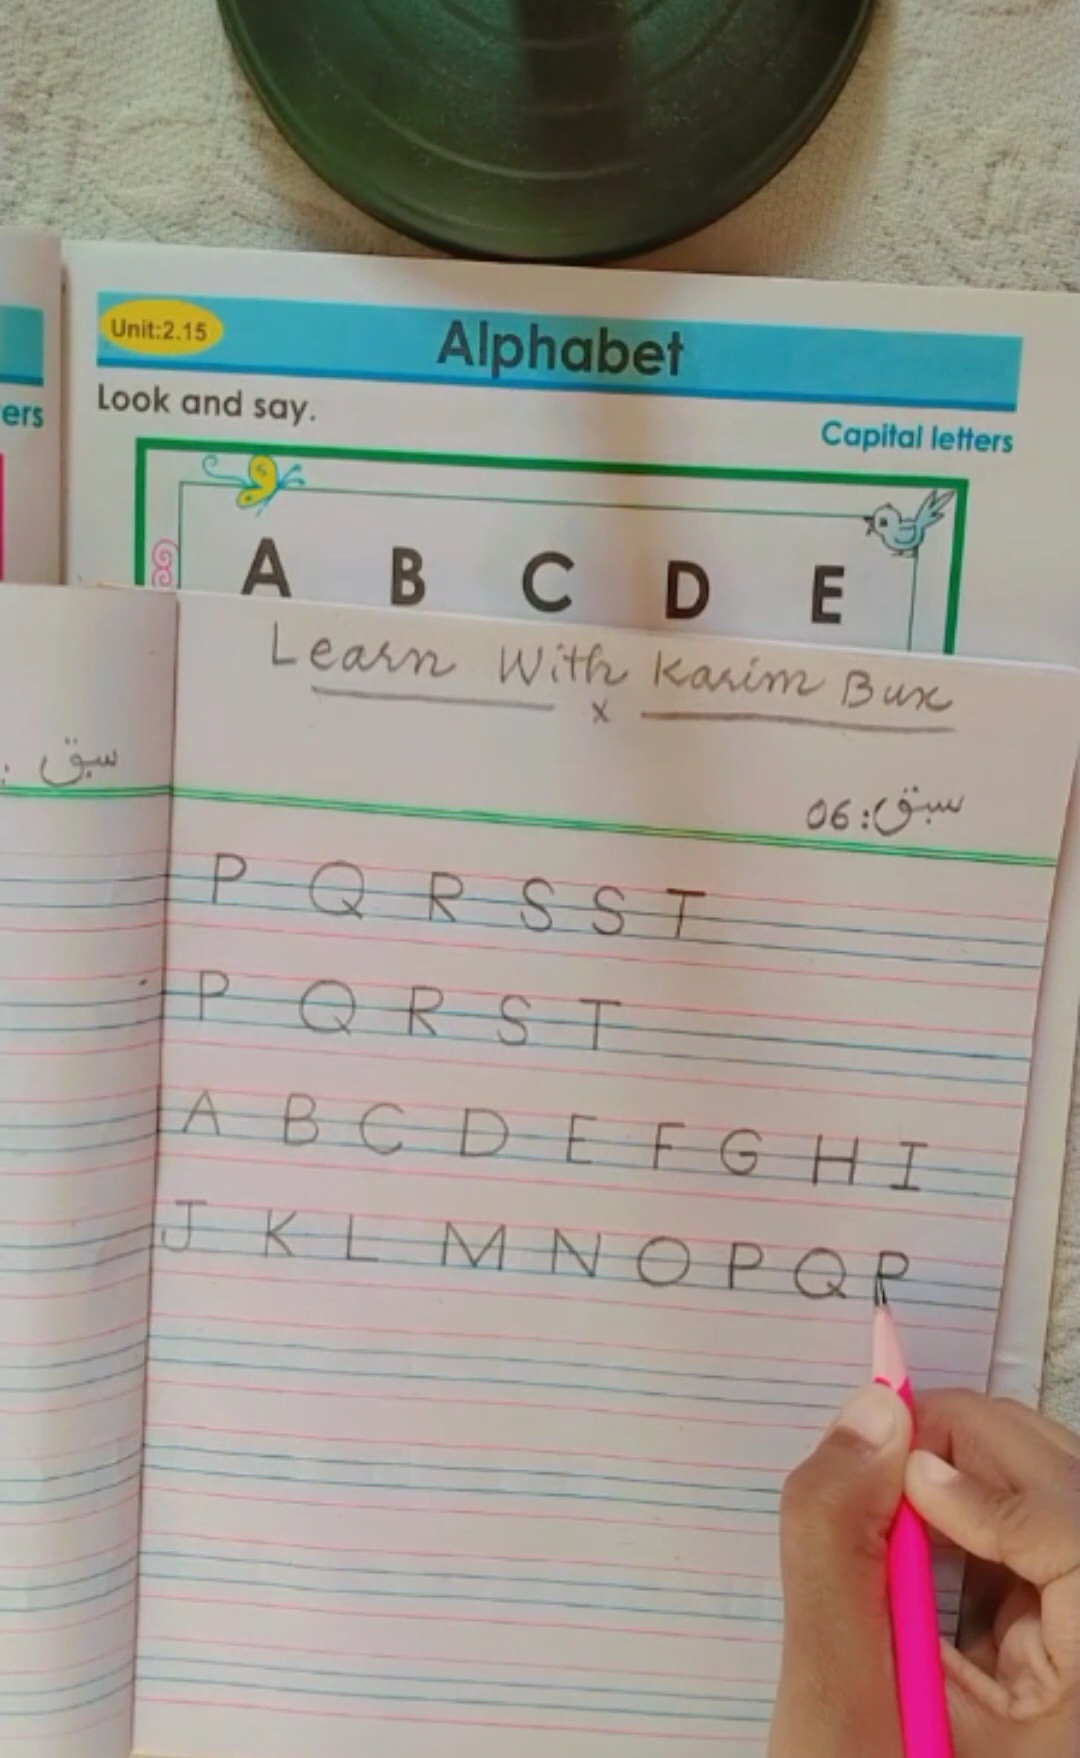 Unit:2.15
Alphabet
ers
Look and say.
Capital letters
A B C D E
Learn With Karim Bux
x
سبق :
سبق: 06
P Q R S S T
P Q R S T
A B C D E F G H I
J K L M N O P Q P